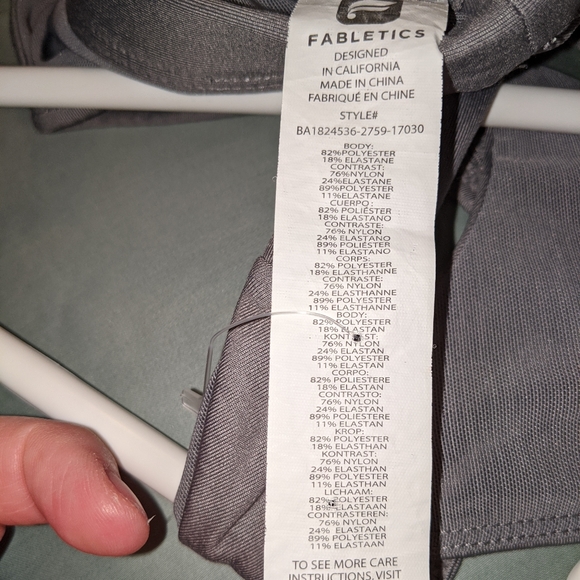 FABLETICS
DESIGNED
IN CALIFORNIA
MADE IN CHINA
FABRIQUÉ EN CHINE
STYLE#
BA1824536-2759-17030
BODY:
82%POLYESTER
18% ELASTANE
CONTRAST:
76%NYLON
24%ELASTANE
89%POLYESTER
11%ELASTANE
CUERPO:
82% POLIÉSTER
18% ELASTANO
CONTRASTE:
76% NYLON
24% ELASTANO
89% POLIÉSTER
11% ELASTANO
CORPS:
82% POLYESTER
18% ELASTHANNE
CONTRASTE:
76% NYLON
24% ELASTHANNE
89% POLYESTER
11% ELASTHANNE
BODY:
82% POLYESTER
18% ELASTAN
KONTRAST:
76% NYLON
24% ELASTAN
89% POLYESTER
11% ELASTAN
CORPO:
82% POLIESTERE
18% ELASTAN
CONTRASTO:
76% NYLON
24% ELASTAN
89% POLIESTERE
11% ELASTAN
KROP:
82% POLYESTER
18% ELASTHAN
KONTRAST:
76% NYLON
24% ELASTHAN
89% POLYESTER
11% ELASTHAN
LICHAAM:
82% POLYESTER
18% ELASTAAN
CONTRASTEREN:
76% NYLON
24% ELASTAAN
89% POLYESTER
11% ELASTAAN
TO SEE MORE CARE
INSTRUCTIONS, VISIT